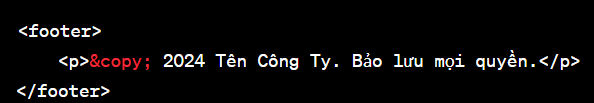 <footer>
    <p>&copy; 2024 Tên Công Ty. Bảo lưu mọi quyền.</p>
</footer>